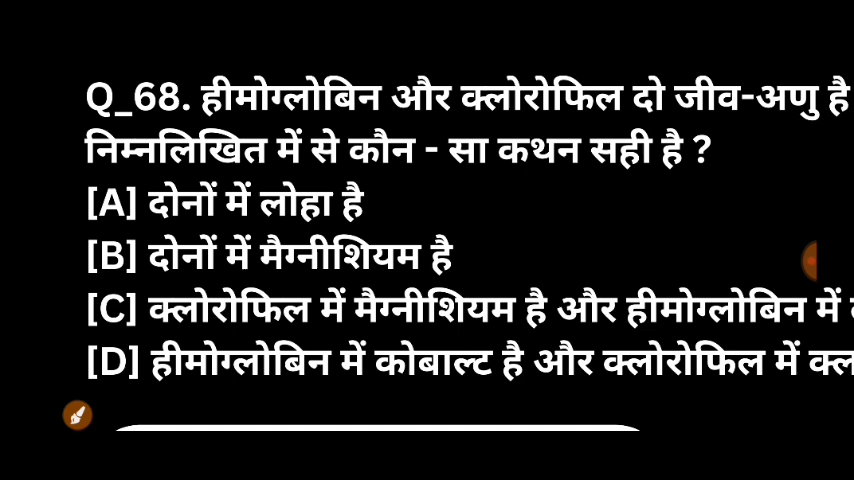 Q_68. हीमोग्लोबिन और क्लोरोफिल दो जीव-अणु है
निम्नलिखित में से कौन - सा कथन सही है ?
[A] दोनों में लोहा है
[B] दोनों में मैग्नीशियम है
[C] क्लोरोफिल में मैग्नीशियम है और हीमोग्लोबिन में
[D] हीमोग्लोबिन में कोबाल्ट है और क्लोरोफिल में